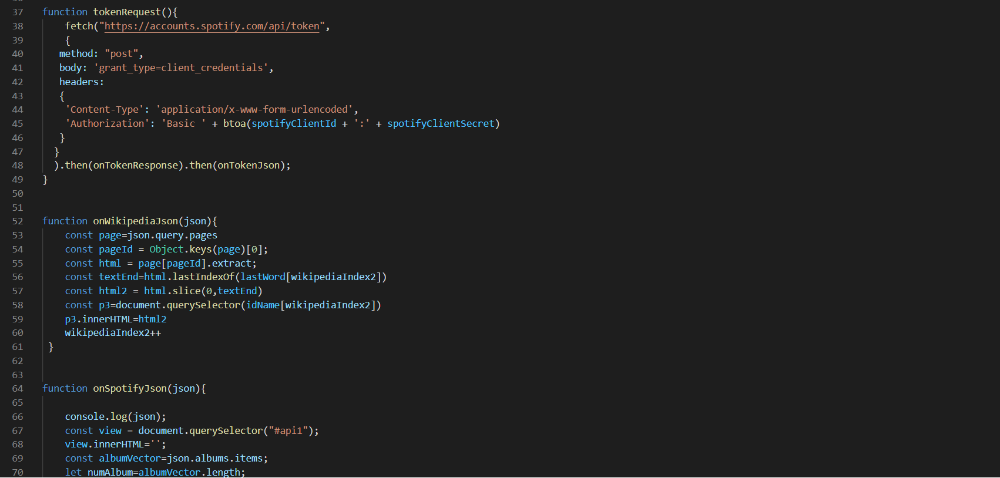 37 function tokenRequest(){
38 fetch("https://accounts.spotify.com/api/token",
39 {
40 method: "post",
41 body: 'grant_type=client_credentials',
42 headers:
43 {
44 'Content-Type': 'application/x-www-form-urlencoded',
45 'Authorization': 'Basic ' + btoa(spotifyClientId + ':' + spotifyClientSecret)
46 }
47 }
48 ).then(onTokenResponse).then(onTokenJson);
49 }
50
51
52 function onWikipediaJson(json){
53 const page=json.query.pages
54 const pageId = Object.keys(page)[0];
55 const html = page[pageId].extract;
56 const textEnd=html.lastIndexOf(lastWord[wikipediaIndex2])
57 const html2 = html.slice(0,textEnd)
58 const p3=document.querySelector(idName[wikipediaIndex2])
59 p3.innerHTML=html2
60 wikipediaIndex2++
61 }
62
63
64 function onSpotifyJson(json){
65
66 console.log(json);
67 const view = document.querySelector("#api1");
68 view.innerHTML='';
69 const albumVector=json.albums.items;
70 let numAlbum=albumVector.length;